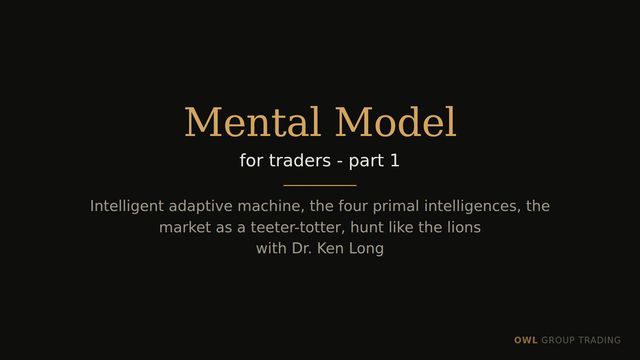 Mental Model
for traders - part 1
Intelligent adaptive machine, the four primal intelligences, the
market as a teeter-totter, hunt like the lions
with Dr. Ken Long
OWL GROUP TRADING